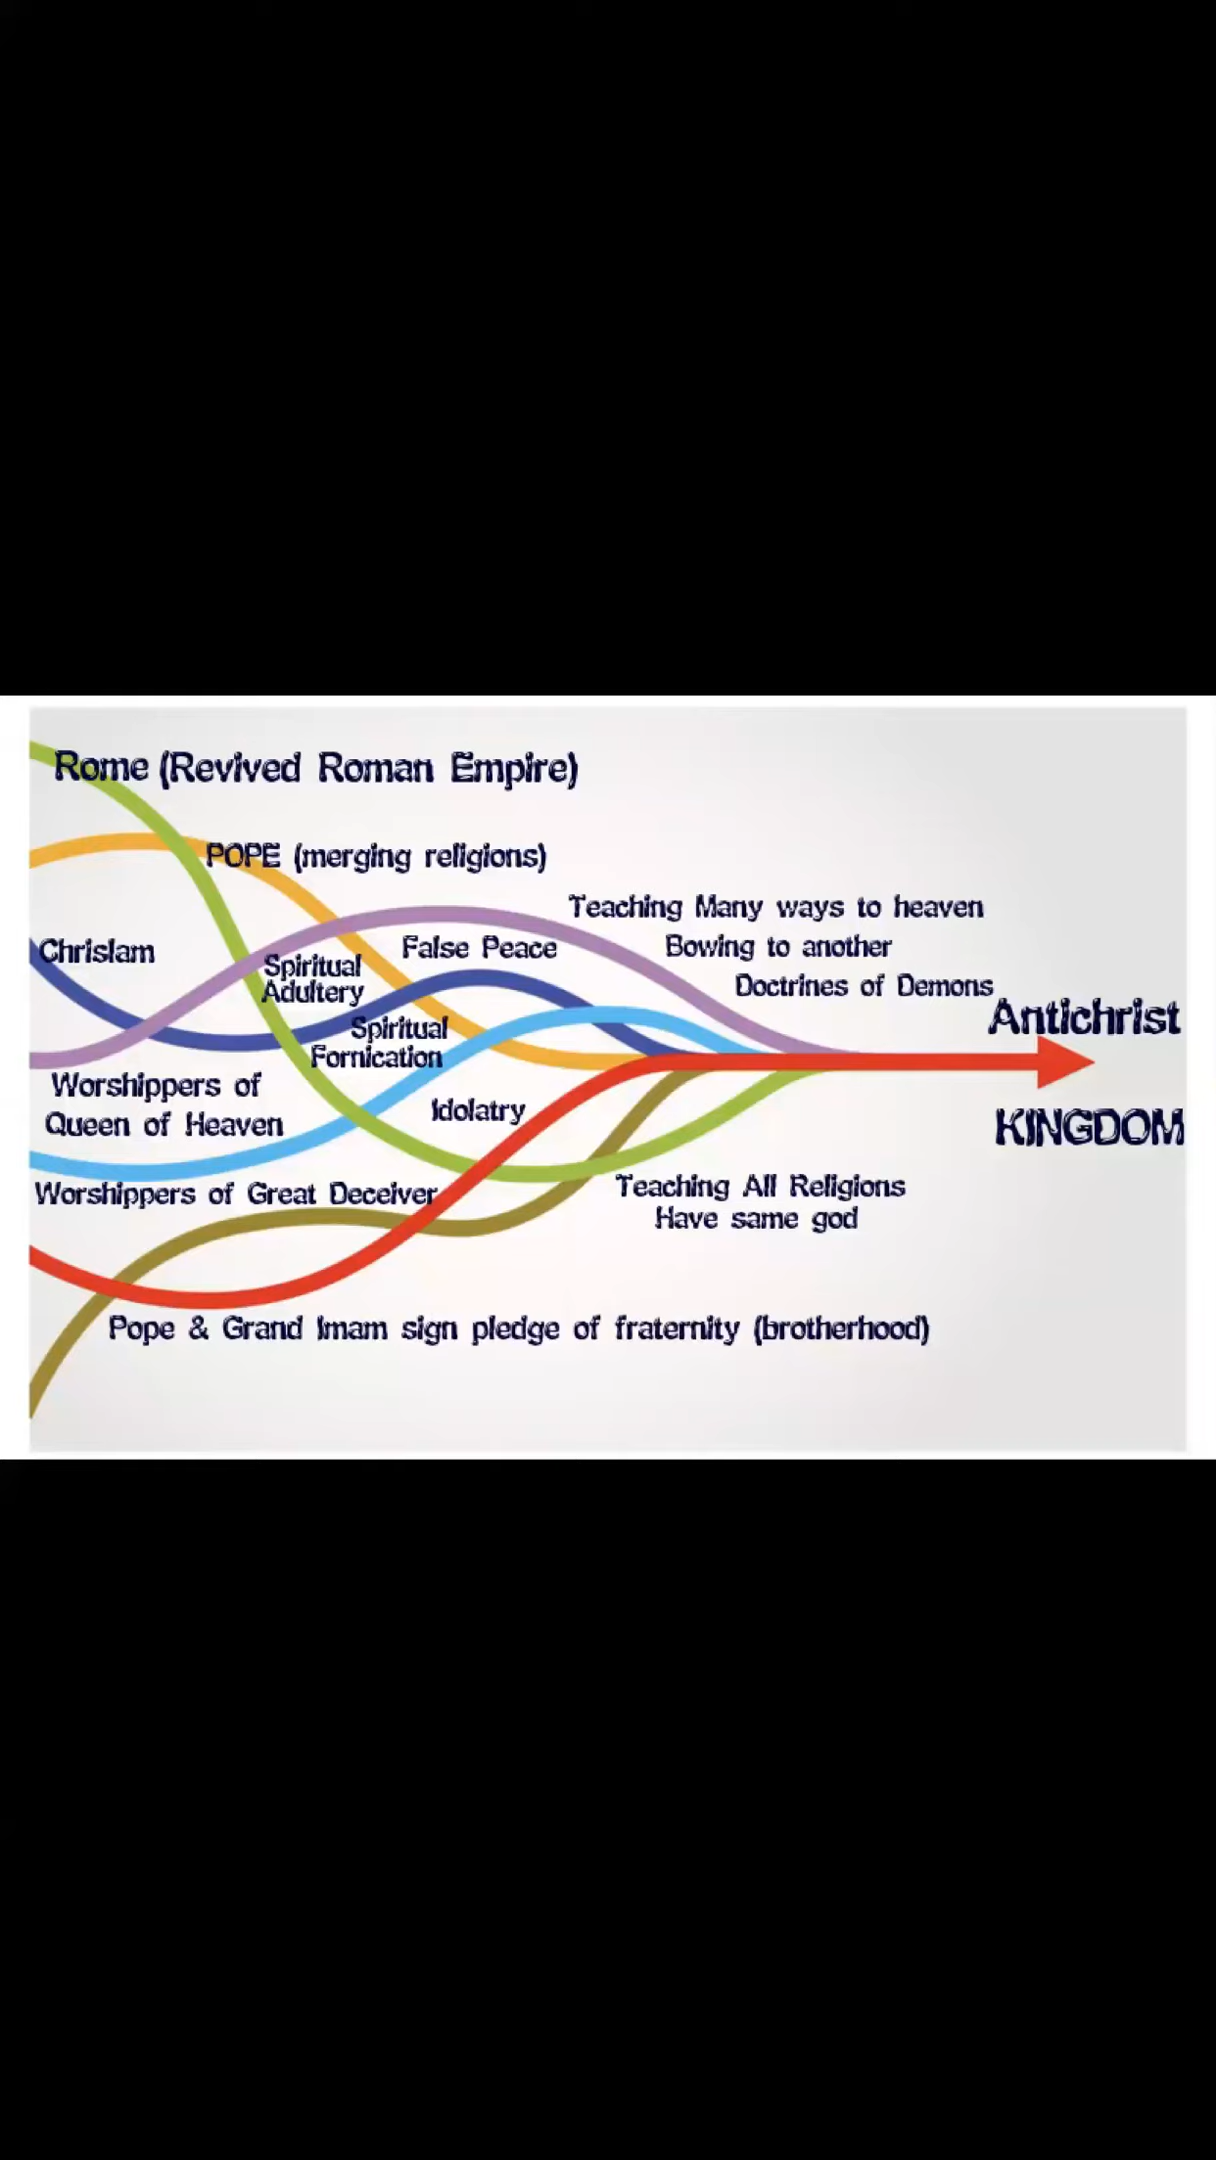 Rome (Revived Roman Empire)
POPE (merging religions)
Teaching Many ways to heaven
Chrislam
False Peace
Bowing to another
Spiritual
Adultery
Doctrines of Demons
Spiritual
Fornication
Antichrist
Worshippers of
Queen of Heaven
Idolatry
KINGDOM
Worshippers of Great Deceiver
Teaching All Religions
Have same god
Pope & Grand Imam sign pledge of fraternity (brotherhood)